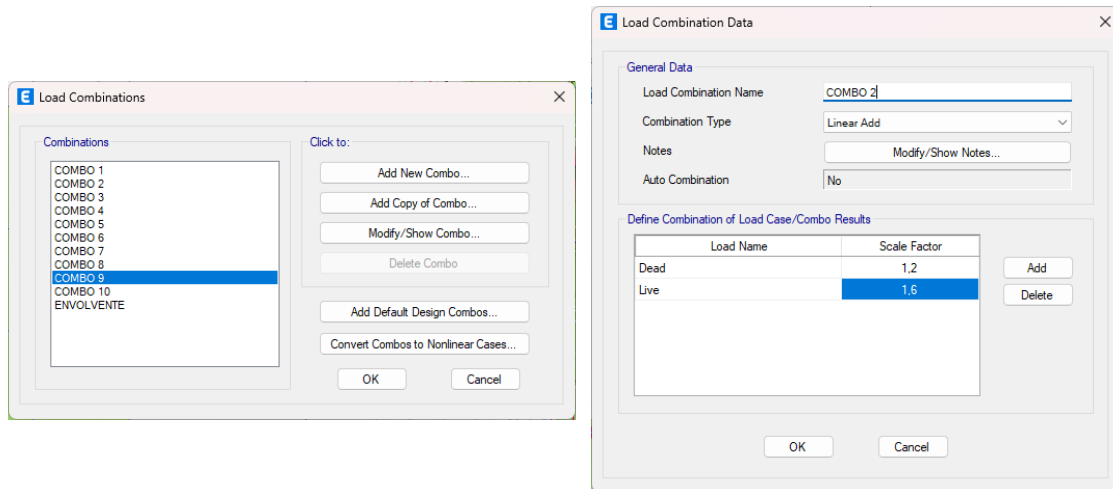 E Load Combinations
Combinations
COMBO 1
COMBO 2
COMBO 3
COMBO 4
COMBO 5
COMBO 6
COMBO 7
COMBO 8
COMBO 9
COMBO 10
ENVOLVENTE
Click to:
Add New Combo...
Add Copy of Combo...
Modify/Show Combo...
Delete Combo
Add Default Design Combos...
Convert Combos to Nonlinear Cases...
OK Cancel
E Load Combination Data
General Data
Load Combination Name COMBO 2
Combination Type Linear Add
Notes Modify/Show Notes...
Auto Combination No
Define Combination of Load Case/Combo Results
Load Name Scale Factor
Dead 1,2 Add
Live 1,6 Delete
OK Cancel